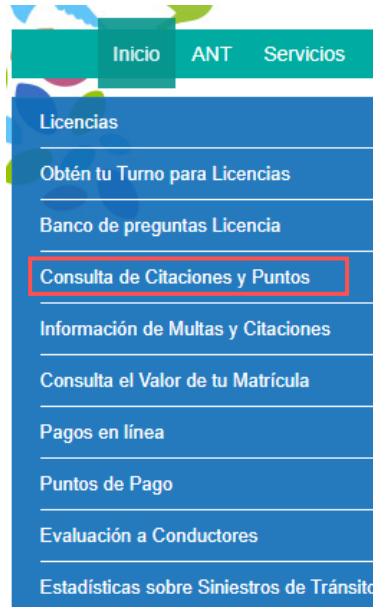 Inicio ANT Servicios
Licencias
Obtén tu Turno para Licencias
Banco de preguntas Licencia
Consulta de Citaciones y Puntos
Información de Multas y Citaciones
Consulta el Valor de tu Matrícula
Pagos en línea
Puntos de Pago
Evaluación a Conductores
Estadísticas sobre Siniestros de Tránsito